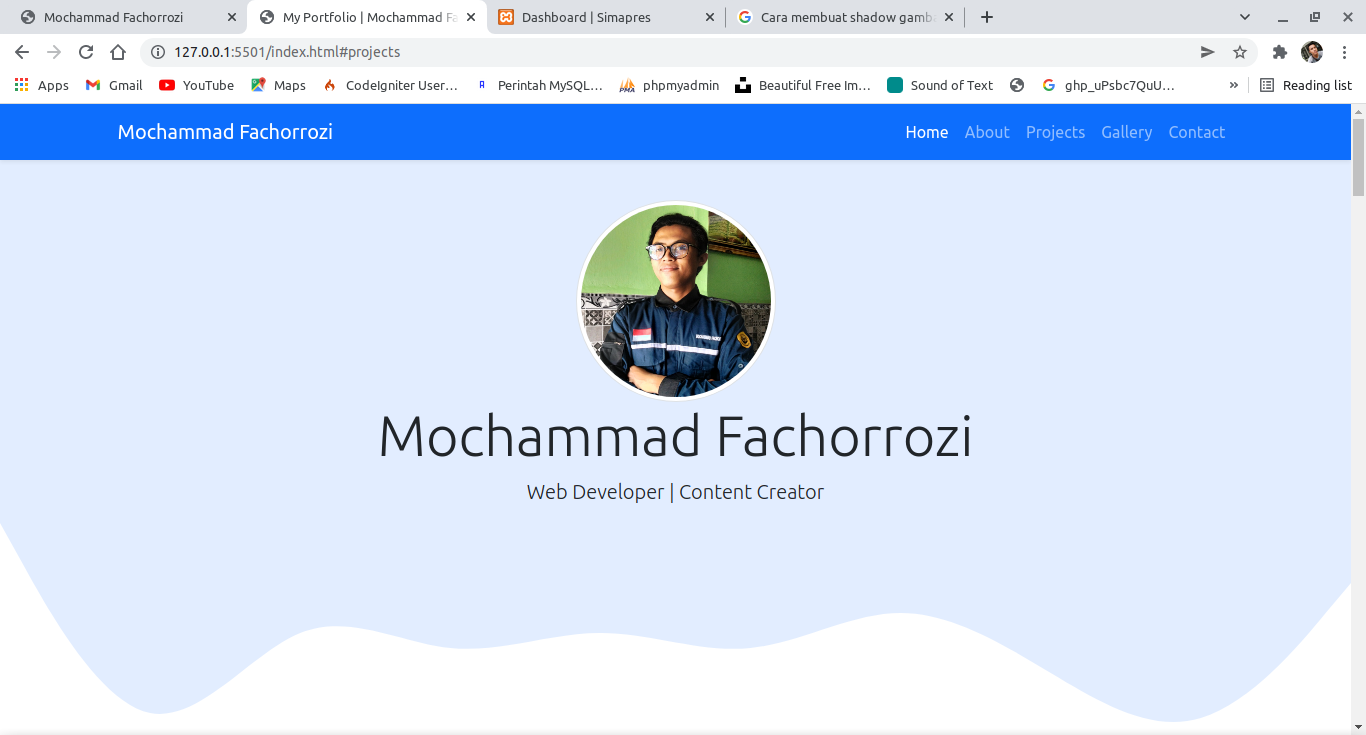 Mochammad Fachorrozi
My Portfolio | Mochammad Fa
Dashboard | Simapres
Cara membuat shadow gamba
127.0.0.1:5501/index.html#projects
Apps
Gmail
YouTube
Maps
CodeIgniter User…
Perintah MySQL…
phpmyadmin
Beautiful Free Im…
Sound of Text
ghp_uPsbc7QuU…
»
Reading list
Mochammad Fachorrozi
Home
About
Projects
Gallery
Contact
Mochammad Fachorrozi
Web Developer | Content Creator